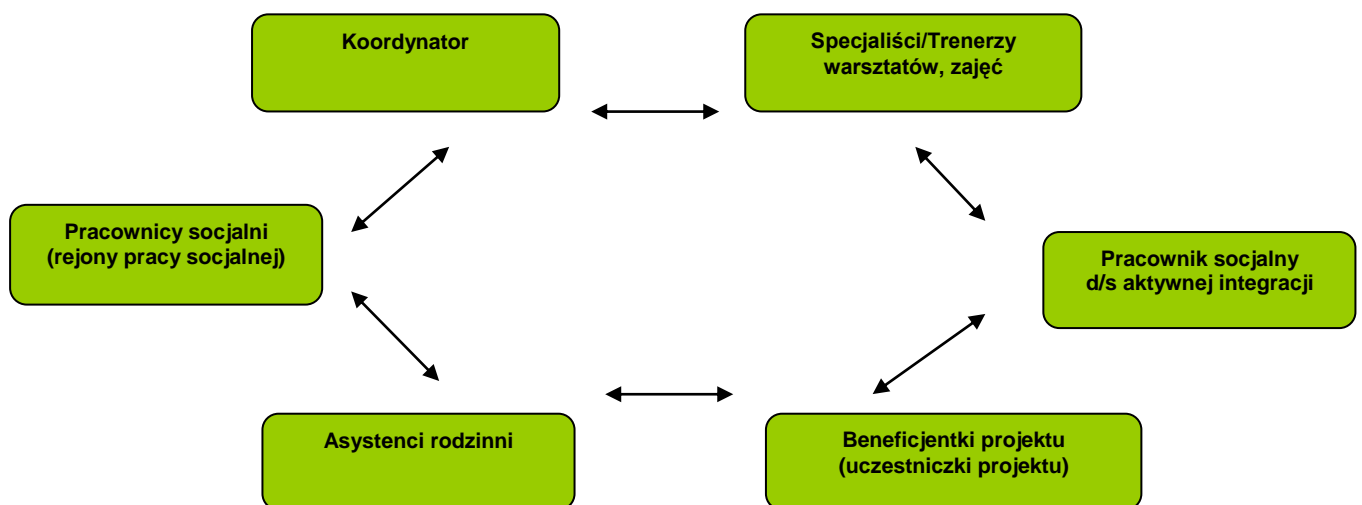 Koordynator
Specjaliści/Trenerzy
warsztatów, zajęć
Pracownicy socjalni
(rejony pracy socjalnej)
Pracownik socjalny
d/s aktywnej integracji
Asystenci rodzinni
Beneficjentki projektu
(uczestniczki projektu)